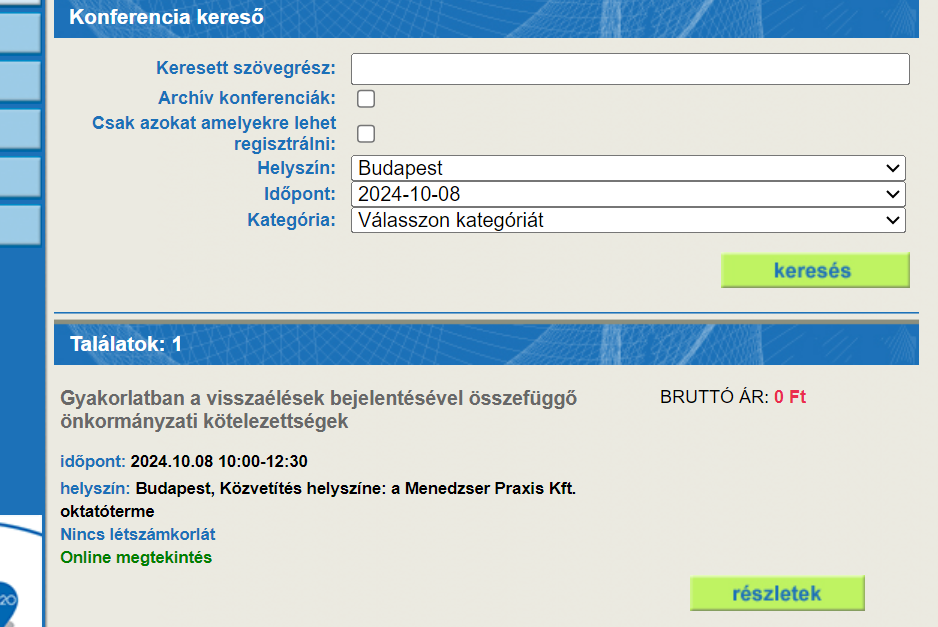 Konferencia kereső
Keresett szövegrész:
Archív konferenciák:
Csak azokat amelyekre lehet
regisztrálni:
Helyszín: Budapest
Időpont: 2024-10-08
Kategória: Válasszon kategóriát
keresés
Találatok: 1
Gyakorlatban a visszaélések bejelentésével összefüggő
önkormányzati kötelezettségek
BRUTTÓ ÁR: 0 Ft
időpont: 2024.10.08 10:00-12:30
helyszín: Budapest, Közvetítés helyszíne: a Menedzser Praxis Kft.
oktatóterme
Nincs létszámkorlát
Online megtekintés
részletek
20